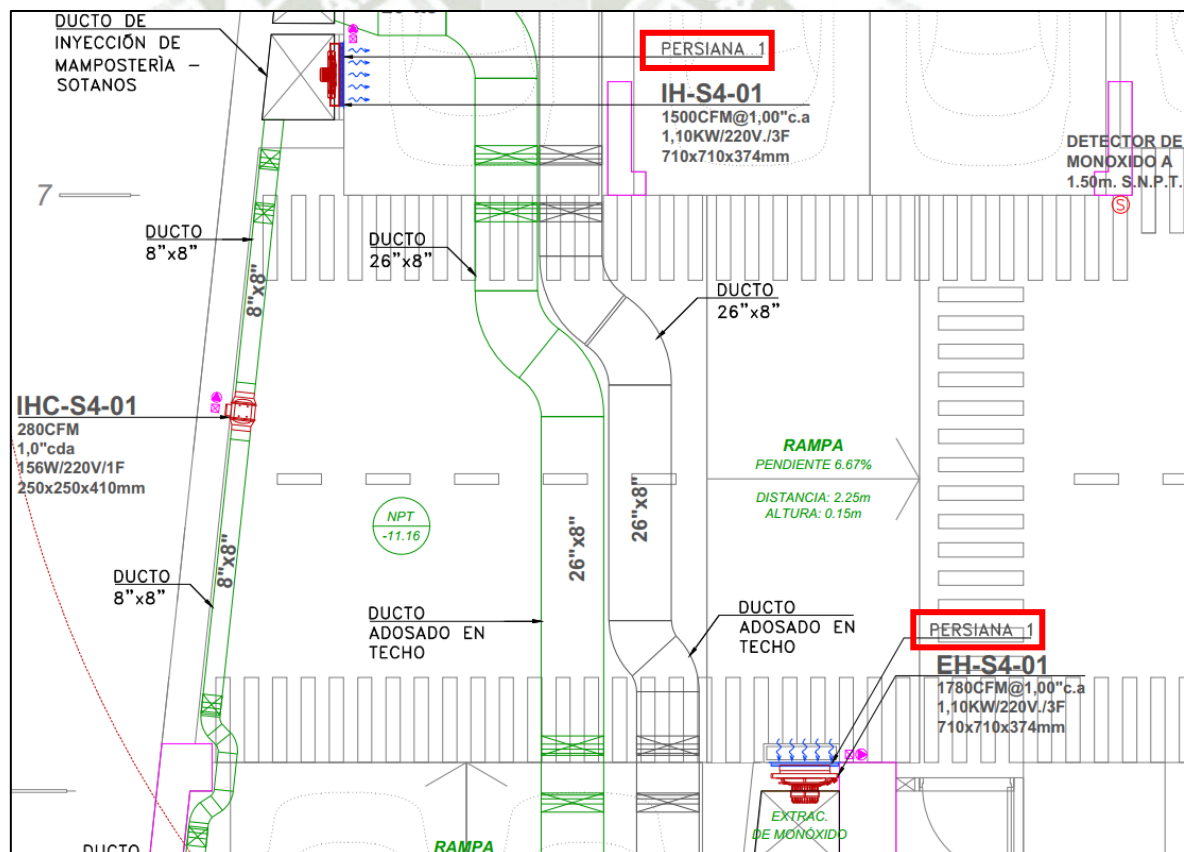 DUCTO DE
INYECCIÓN DE
MAMPOSTERÍA –
SOTANOS
PERSIANA 1
IH-S4-01
1500CFM@1,00"c.a
1,10KW/220V./3F
710x710x374mm
DETECTOR DE
MONOXIDO A
1.50m. S.N.P.T.
S
7
DUCTO
8"x8"
DUCTO
26"x8"
8"x8"
DUCTO
26"x8"
IHC-S4-01
280CFM
1,0"cda
156W/220V/1F
250x250x410mm
RAMPA
PENDIENTE 6.67%
DISTANCIA: 2.25m
ALTURA: 0.15m
NPT
-11.16
26"x8"
26"x8"
8"x8"
DUCTO
8"x8"
DUCTO
ADOSADO EN
TECHO
DUCTO
ADOSADO EN
TECHO
PERSIANA 1
EH-S4-01
1780CFM@1,00"c.a
1,10KW/220V./3F
710x710x374mm
EXTRAC.
DE MONÓXIDO
RAMPA
DUCTO